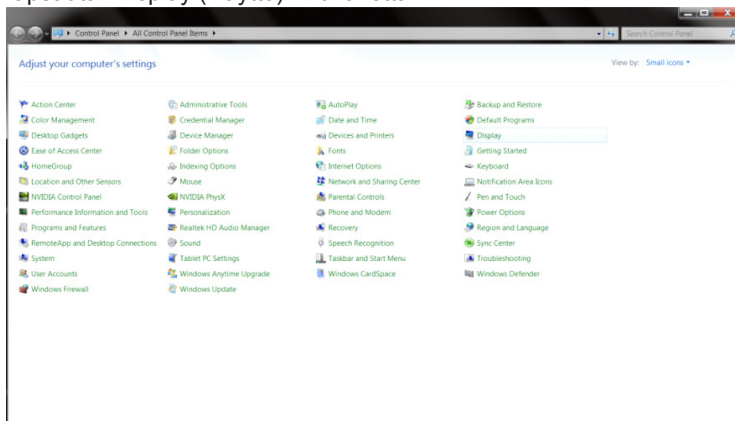 Control Panel ▸ All Control Panel Items ▸
Search Control Panel
Adjust your computer's settings
View by: Small icons
Action Center
Administrative Tools
AutoPlay
Backup and Restore
Color Management
Credential Manager
Date and Time
Default Programs
Desktop Gadgets
Device Manager
Devices and Printers
Display
Ease of Access Center
Folder Options
Fonts
Getting Started
HomeGroup
Indexing Options
Internet Options
Keyboard
Location and Other Sensors
Mouse
Network and Sharing Center
Notification Area Icons
NVIDIA Control Panel
NVIDIA PhysX
Parental Controls
Pen and Touch
Performance Information and Tools
Personalization
Phone and Modem
Power Options
Programs and Features
Realtek HD Audio Manager
Recovery
Region and Language
RemoteApp and Desktop Connections
Sound
Speech Recognition
Sync Center
System
Tablet PC Settings
Taskbar and Start Menu
Troubleshooting
User Accounts
Windows Anytime Upgrade
Windows CardSpace
Windows Defender
Windows Firewall
Windows Update